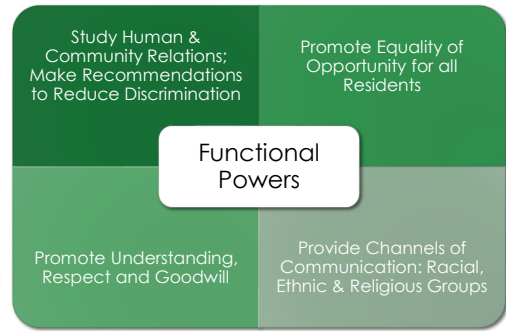 Study Human &
Community Relations;
Make Recommendations
to Reduce Discrimination
Promote Equality of
Opportunity for all
Residents
Functional
Powers
Promote Understanding,
Respect and Goodwill
Provide Channels of
Communication: Racial,
Ethnic & Religious Groups